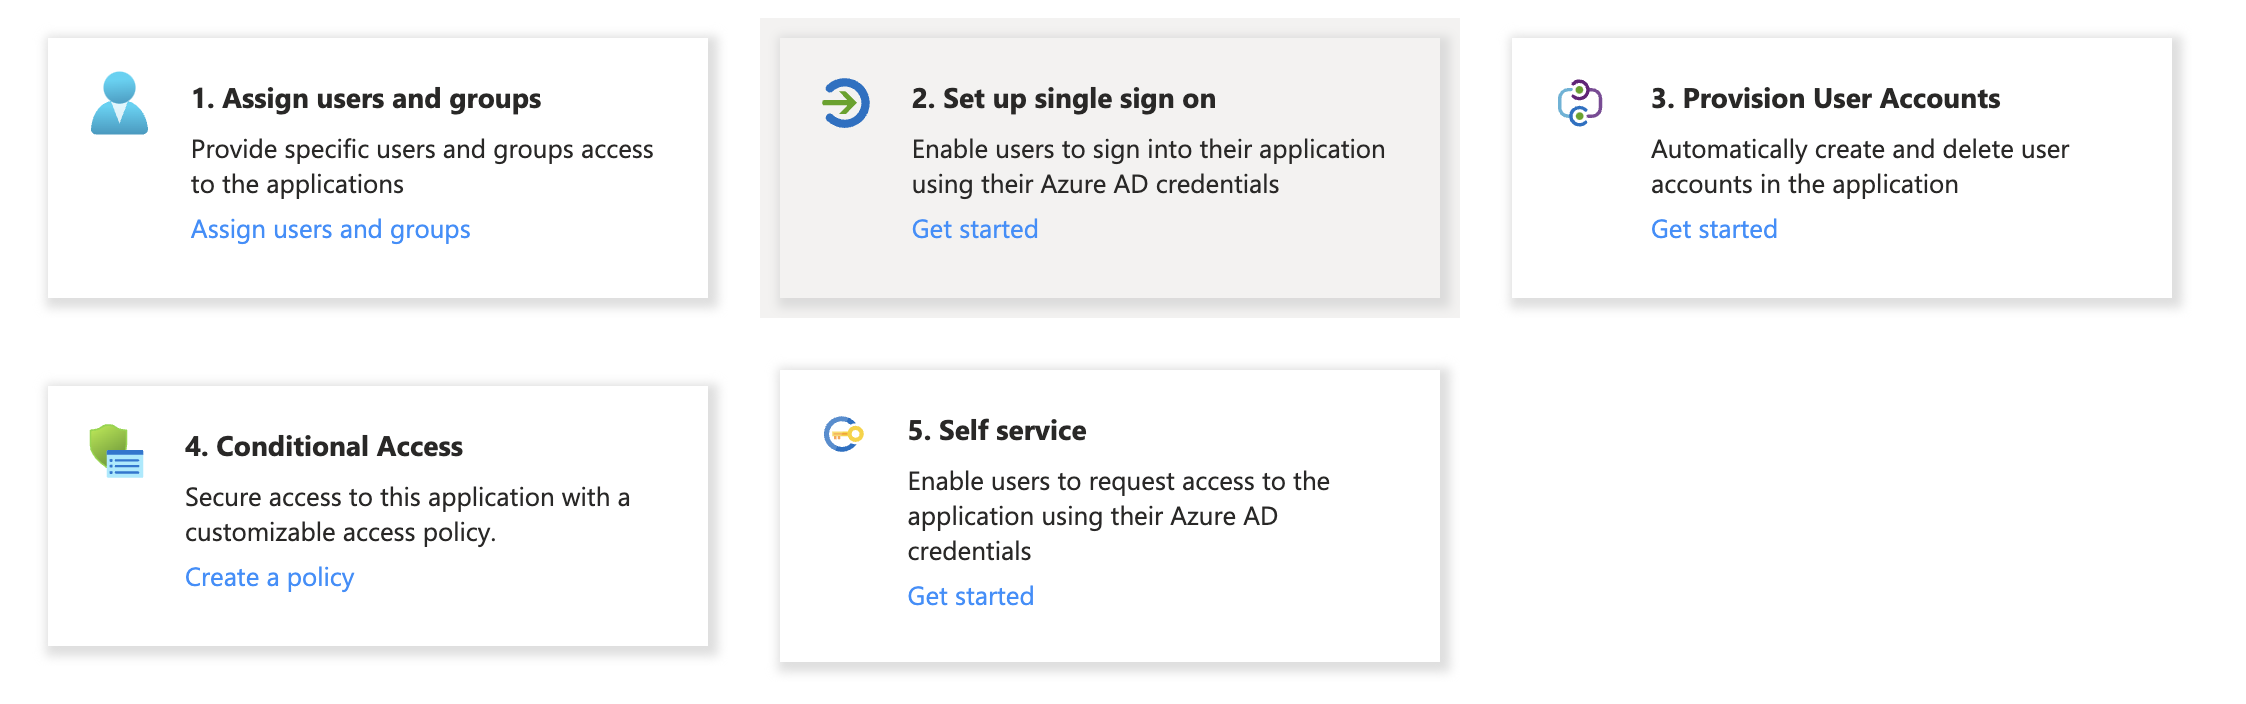 1. Assign users and groups
Provide specific users and groups access
to the applications
Assign users and groups
2. Set up single sign on
Enable users to sign into their application
using their Azure AD credentials
Get started
3. Provision User Accounts
Automatically create and delete user
accounts in the application
Get started
4. Conditional Access
Secure access to this application with a
customizable access policy.
Create a policy
5. Self service
Enable users to request access to the
application using their Azure AD
credentials
Get started